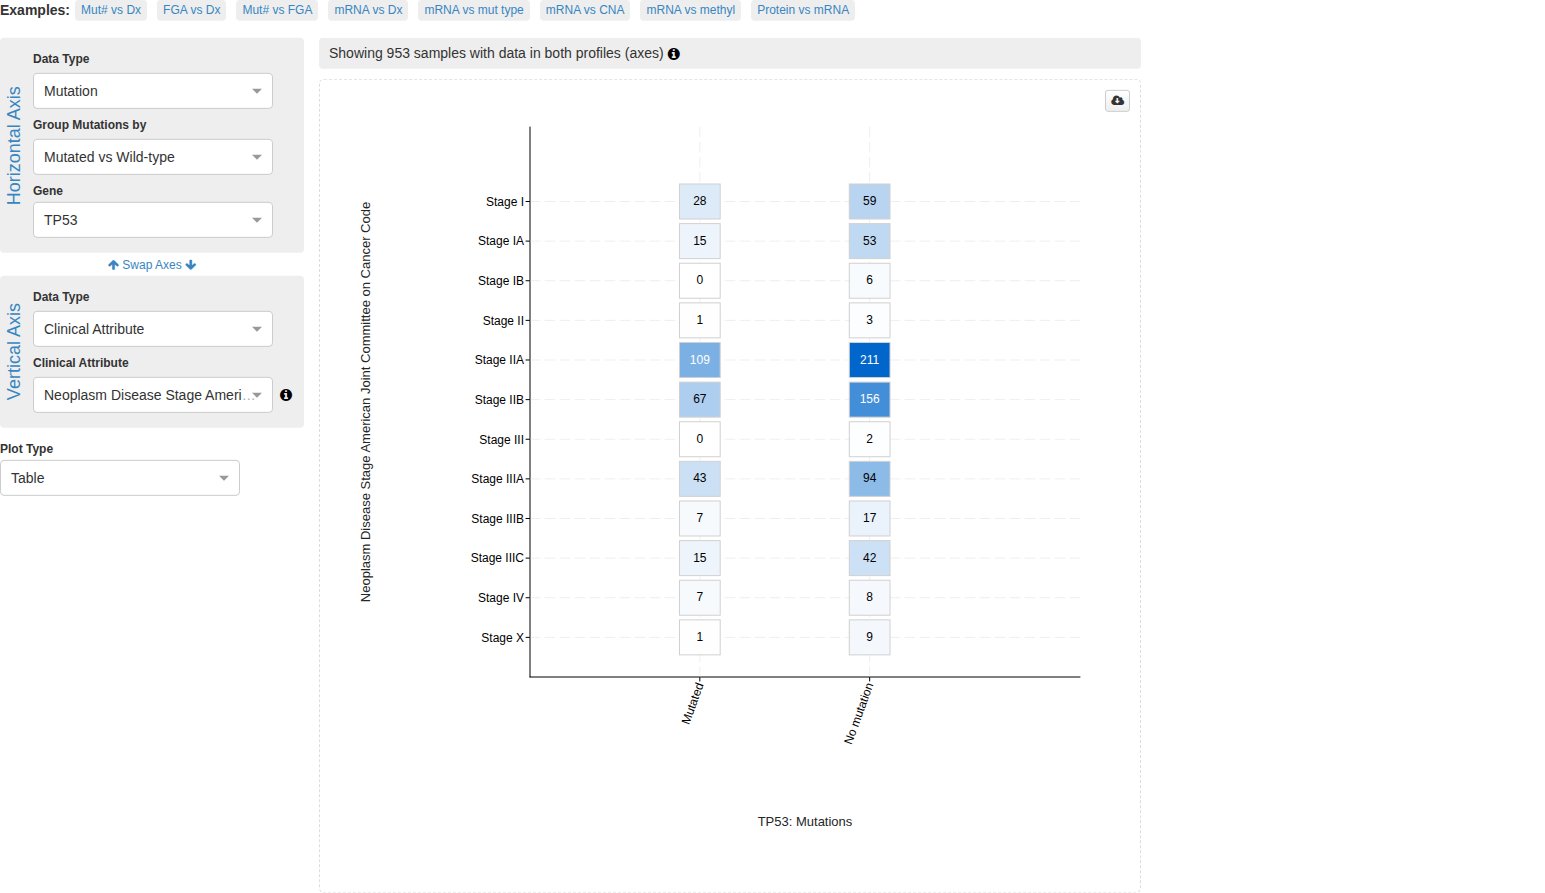 Examples: Mut# vs Dx FGA vs Dx Mut# vs FGA mRNA vs Dx mRNA vs mut type mRNA vs CNA mRNA vs methyl Protein vs mRNA
Horizontal Axis
Data Type
Mutation
Group Mutations by
Mutated vs Wild-type
Gene
TP53
Swap Axes
Vertical Axis
Data Type
Clinical Attribute
Clinical Attribute
Neoplasm Disease Stage Ameri...
Plot Type
Table
Showing 953 samples with data in both profiles (axes)
Neoplasm Disease Stage American Joint Committee on Cancer Code
Stage I 28 59
Stage IA 15 53
Stage IB 0 6
Stage II 1 3
Stage IIA 109 211
Stage IIB 67 156
Stage III 0 2
Stage IIIA 43 94
Stage IIIB 7 17
Stage IIIC 15 42
Stage IV 7 8
Stage X 1 9
Mutated No mutation
TP53: Mutations